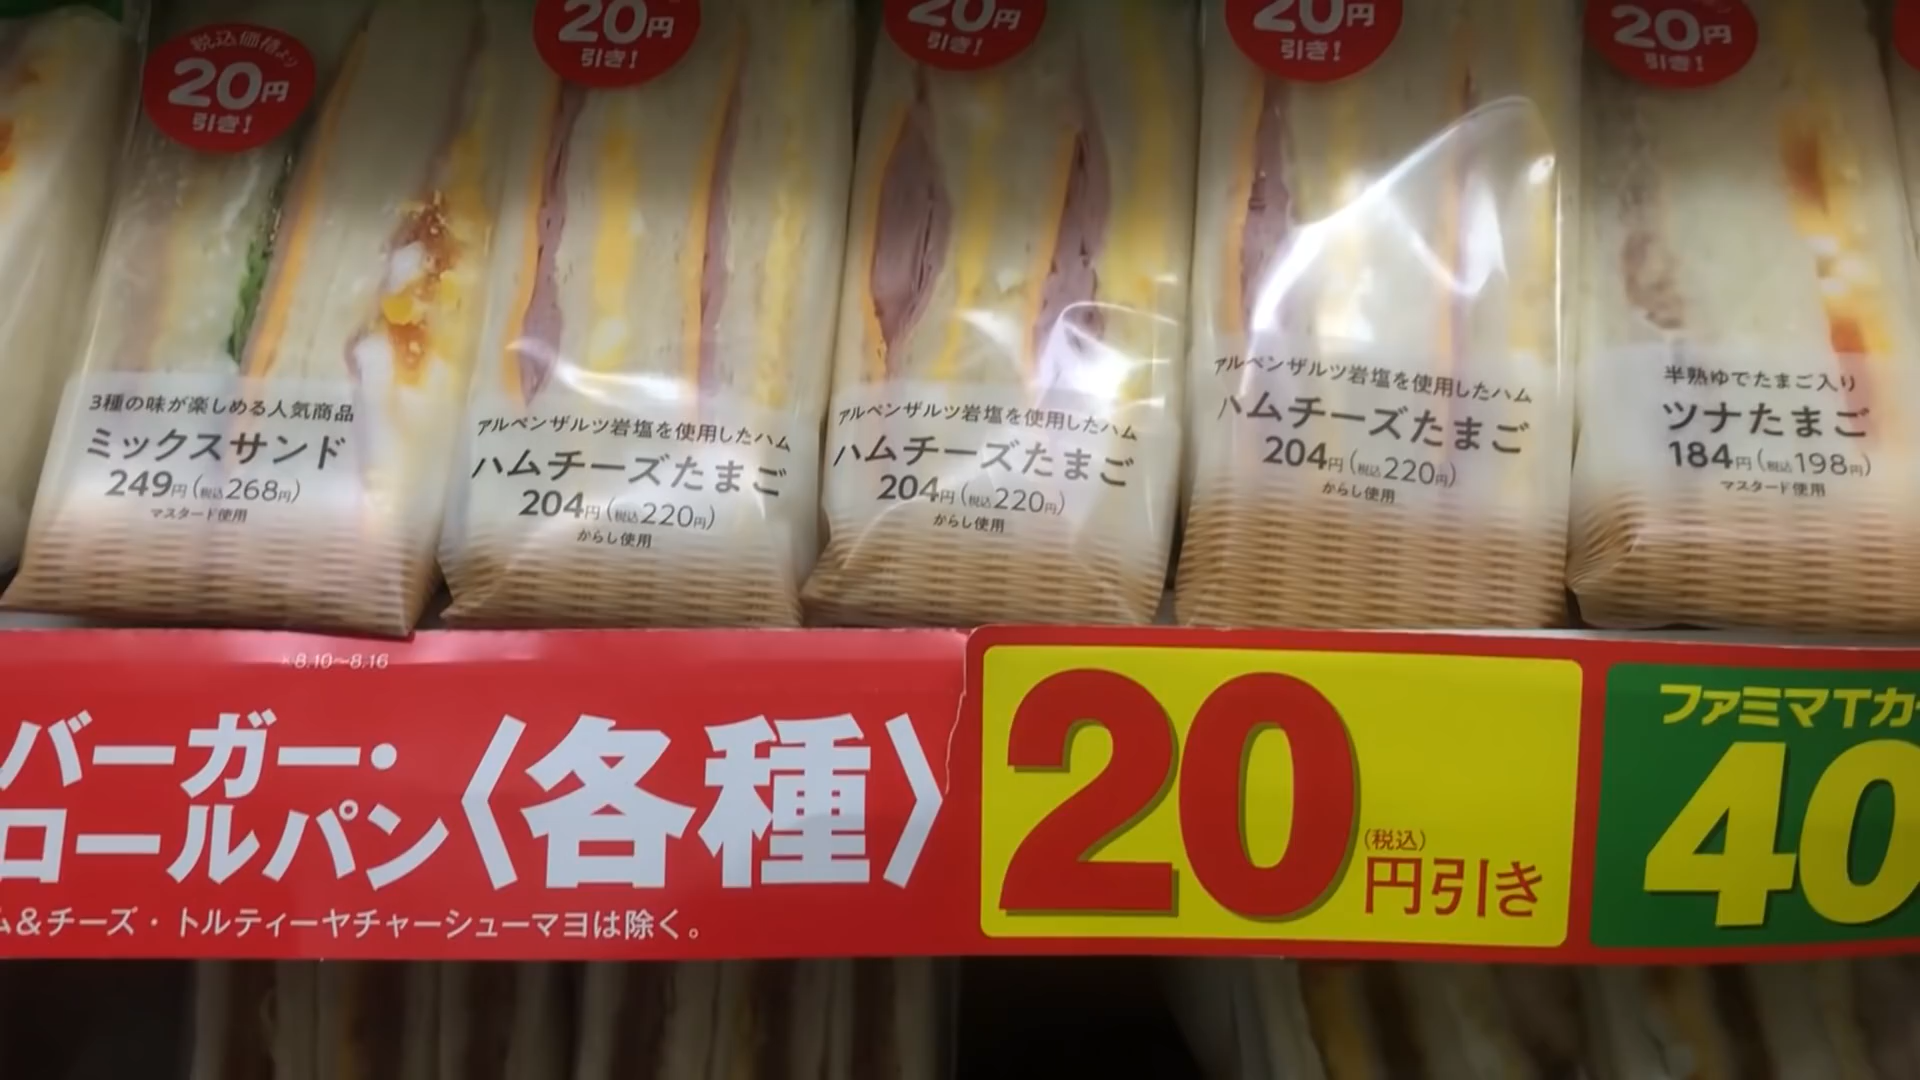 税込価格より
20円
引き!
20円
引き!
20円
引き!
20円
引き!
20円
引き!
3種の味が楽しめる人気商品
ミックスサンド
249円(税込268円)
マスタード使用
アルペンザルツ岩塩を使用したハム
ハムチーズたまご
204円(税込220円)
からし使用
アルペンザルツ岩塩を使用したハム
ハムチーズたまご
204円(税込220円)
からし使用
アルペンザルツ岩塩を使用したハム
ハムチーズたまご
204円(税込220円)
からし使用
半熟ゆでたまご入り
ツナたまご
184円(税込198円)
マスタード使用
×8.10～8.16
バーガー・
ロールパン〈各種〉
ム&チーズ・トルティーヤチャーシューマヨは除く。
20
(税込)
円引き
ファミマTカ
40